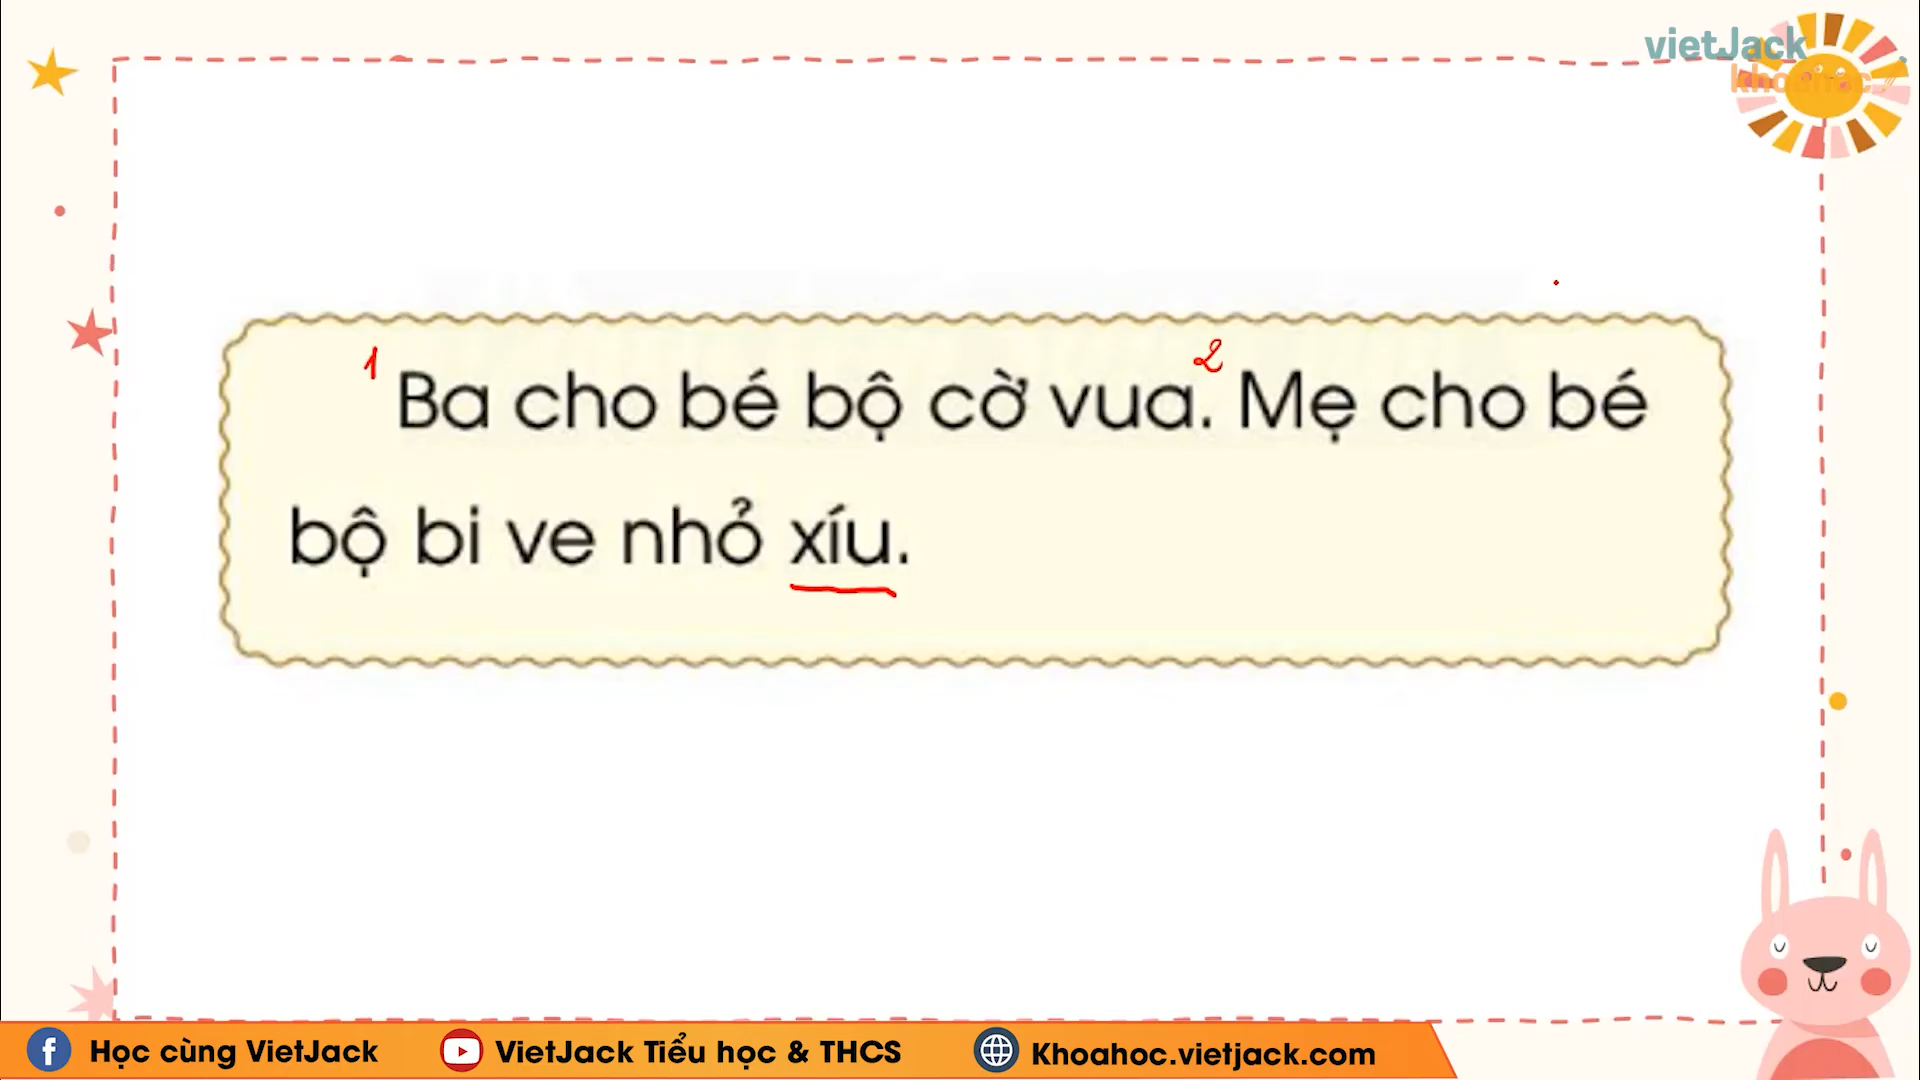 vietJack
khoahoc
1 2
Ba cho bé bộ cờ vua. Mẹ cho bé
bộ bi ve nhỏ xíu.
Học cùng VietJack VietJack Tiểu học & THCS Khoahoc.vietjack.com